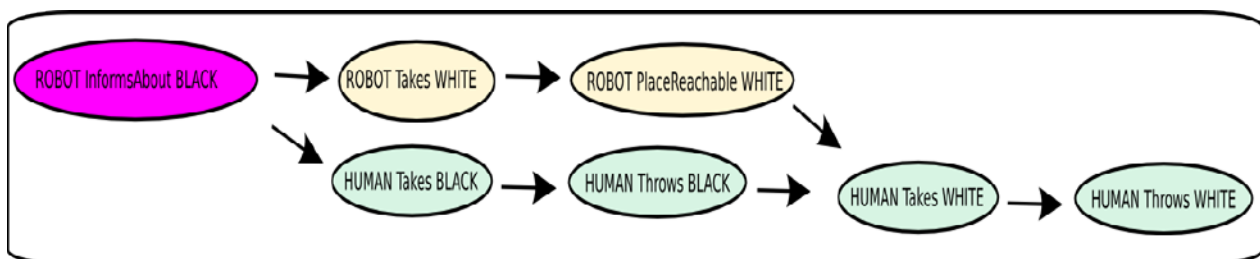 ROBOT InformsAbout BLACK
ROBOT Takes WHITE
ROBOT PlaceReachable WHITE
HUMAN Takes BLACK
HUMAN Throws BLACK
HUMAN Takes WHITE
HUMAN Throws WHITE